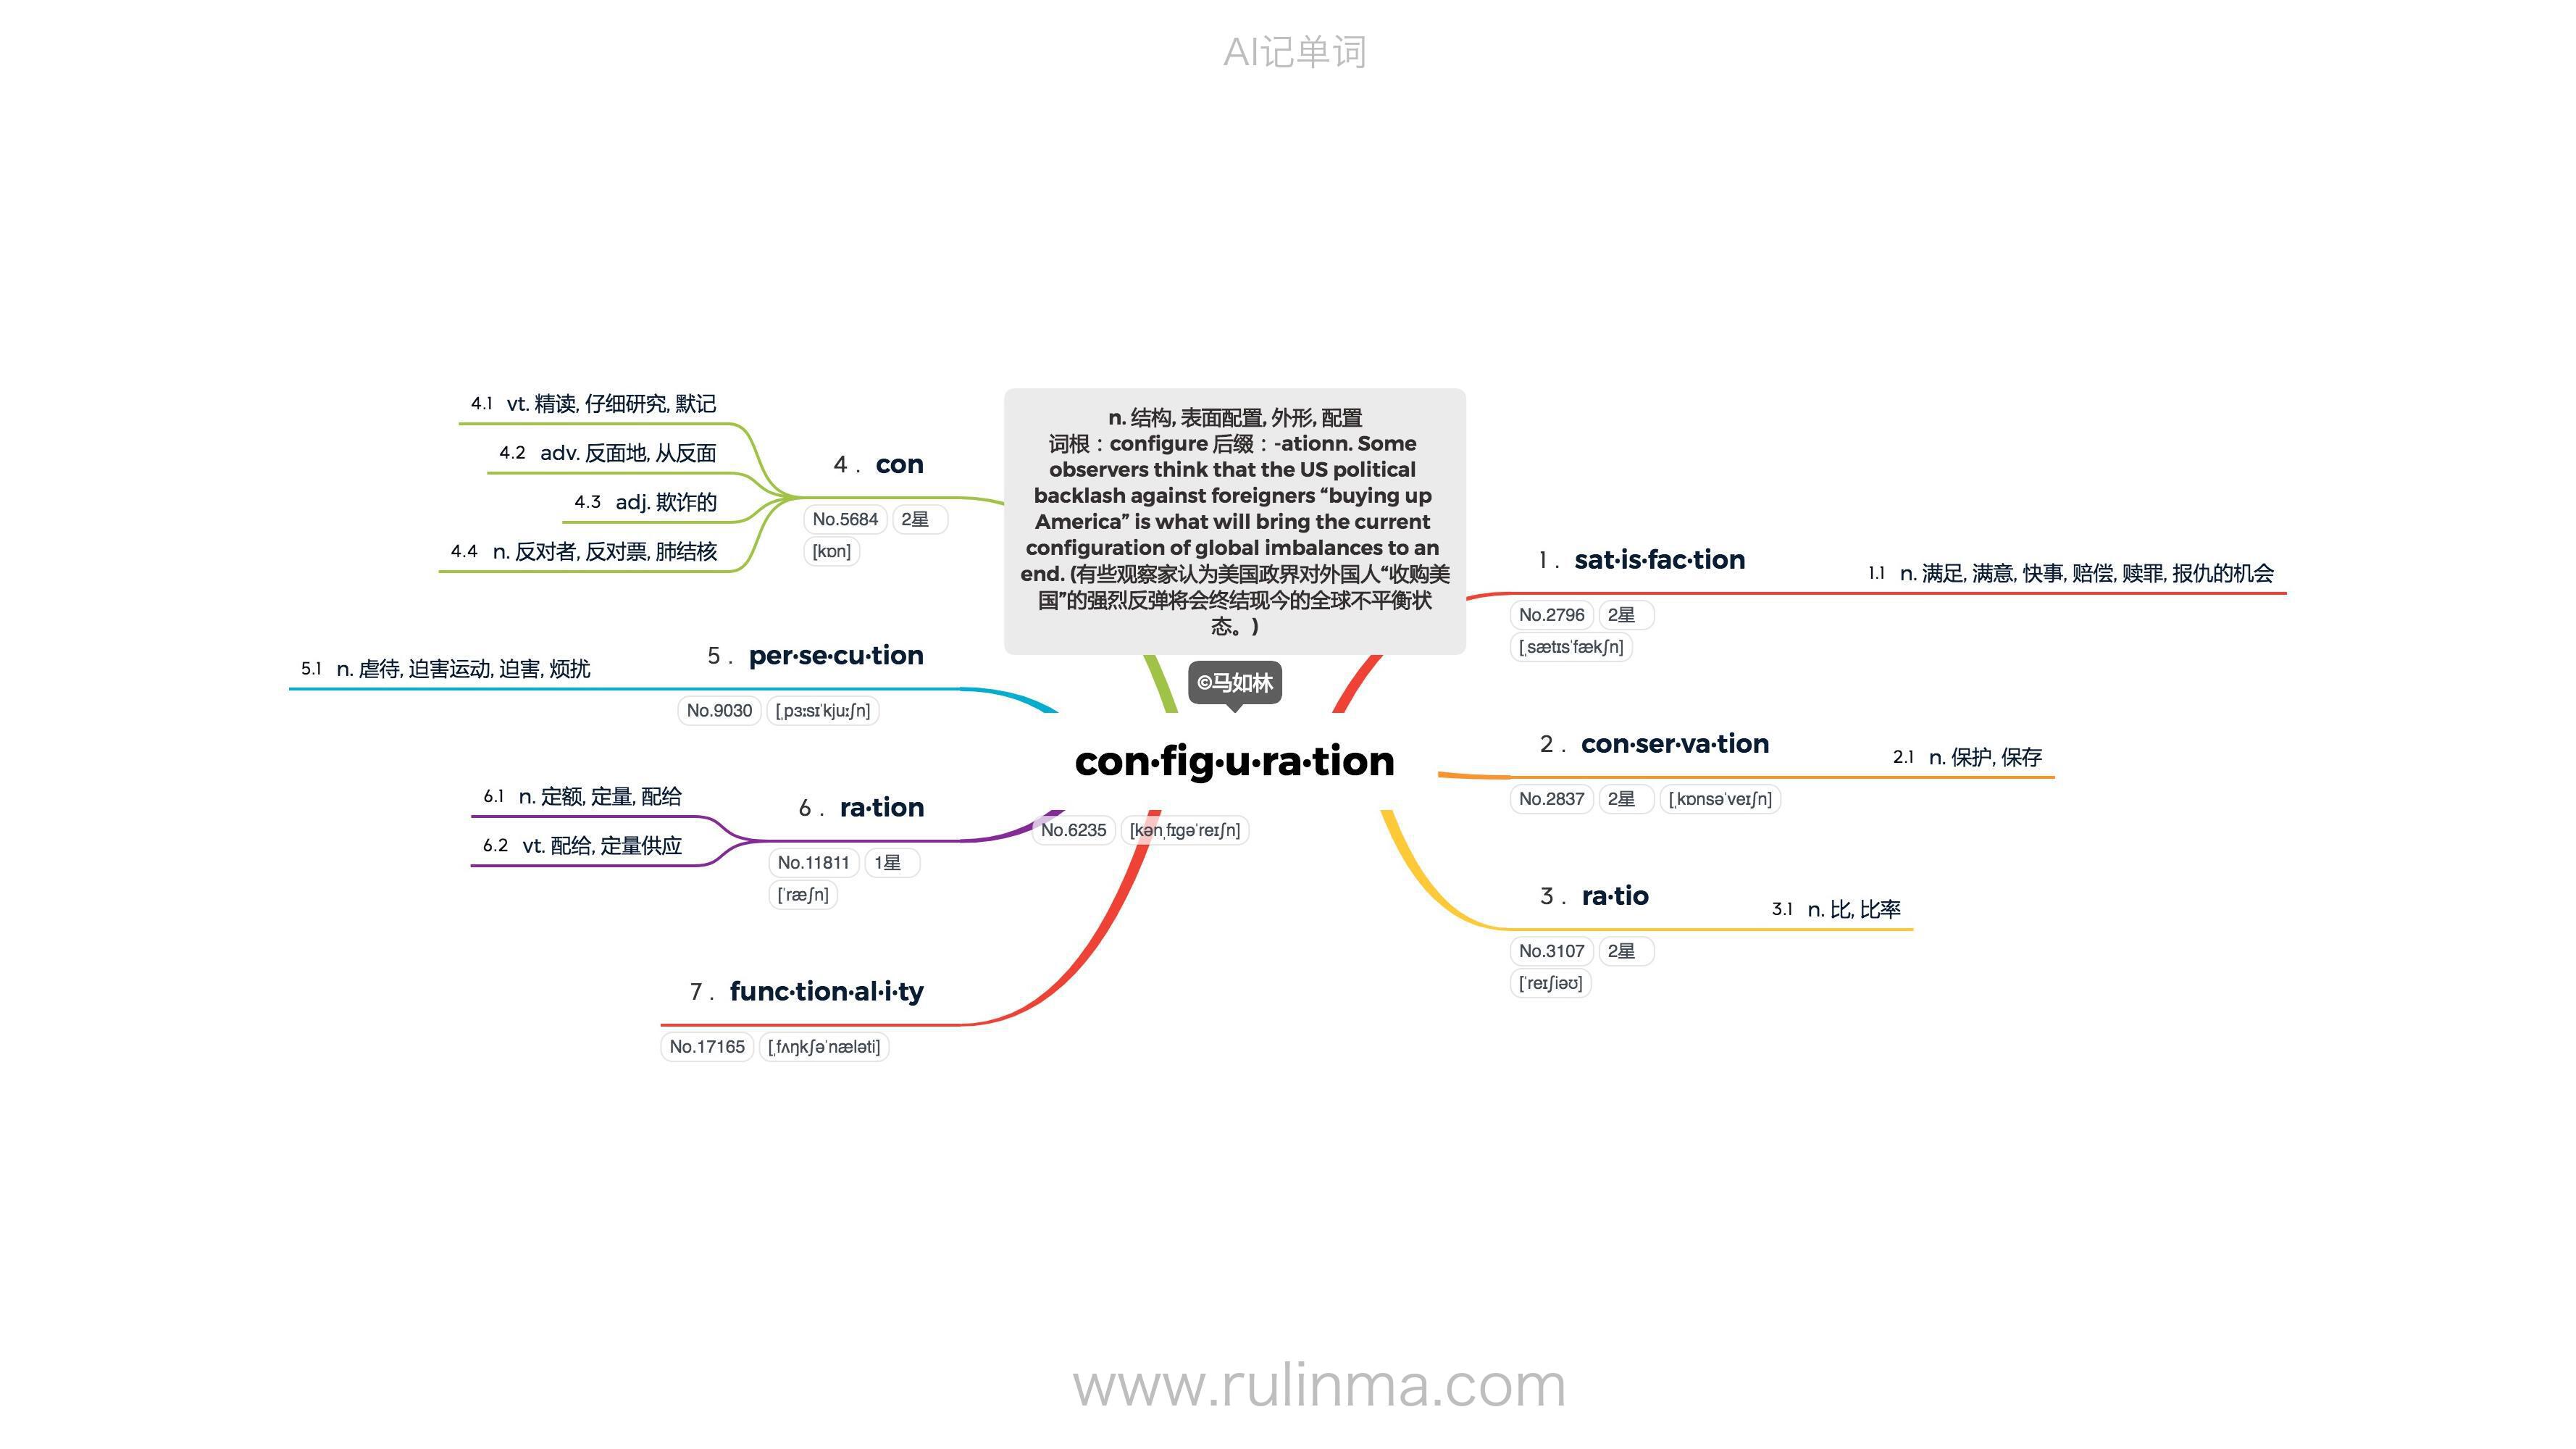 AI记单词
n. 结构, 表面配置, 外形, 配置
词根：configure 后缀：-ationn. Some
observers think that the US political
backlash against foreigners “buying up
America” is what will bring the current
configuration of global imbalances to an
end. (有些观察家认为美国政界对外国人“收购美
国”的强烈反弹将会终结现今的全球不平衡状
态。)
©马如林
con·fig·u·ra·tion
No.6235 [kənˌfɪɡəˈreɪʃn]
1. sat·is·fac·tion
No.2796 2星
[ˌsætɪsˈfækʃn]
1.1 n. 满足, 满意, 快事, 赔偿, 赎罪, 报仇的机会
2. con·ser·va·tion
No.2837 2星 [ˌkɒnsəˈveɪʃn]
2.1 n. 保护, 保存
3. ra·tio
No.3107 2星
[ˈreɪʃiəʊ]
3.1 n. 比, 比率
4. con
No.5684 2星
[kɒn]
4.1 vt. 精读, 仔细研究, 默记
4.2 adv. 反面地, 从反面
4.3 adj. 欺诈的
4.4 n. 反对者, 反对票, 肺结核
5. per·se·cu·tion
No.9030 [ˌpɜːsɪˈkjuːʃn]
5.1 n. 虐待, 迫害运动, 迫害, 烦扰
6. ra·tion
No.11811 1星
[ˈræʃn]
6.1 n. 定额, 定量, 配给
6.2 vt. 配给, 定量供应
7. func·tion·al·i·ty
No.17165 [ˌfʌŋkʃəˈnæləti]
www.rulinma.com